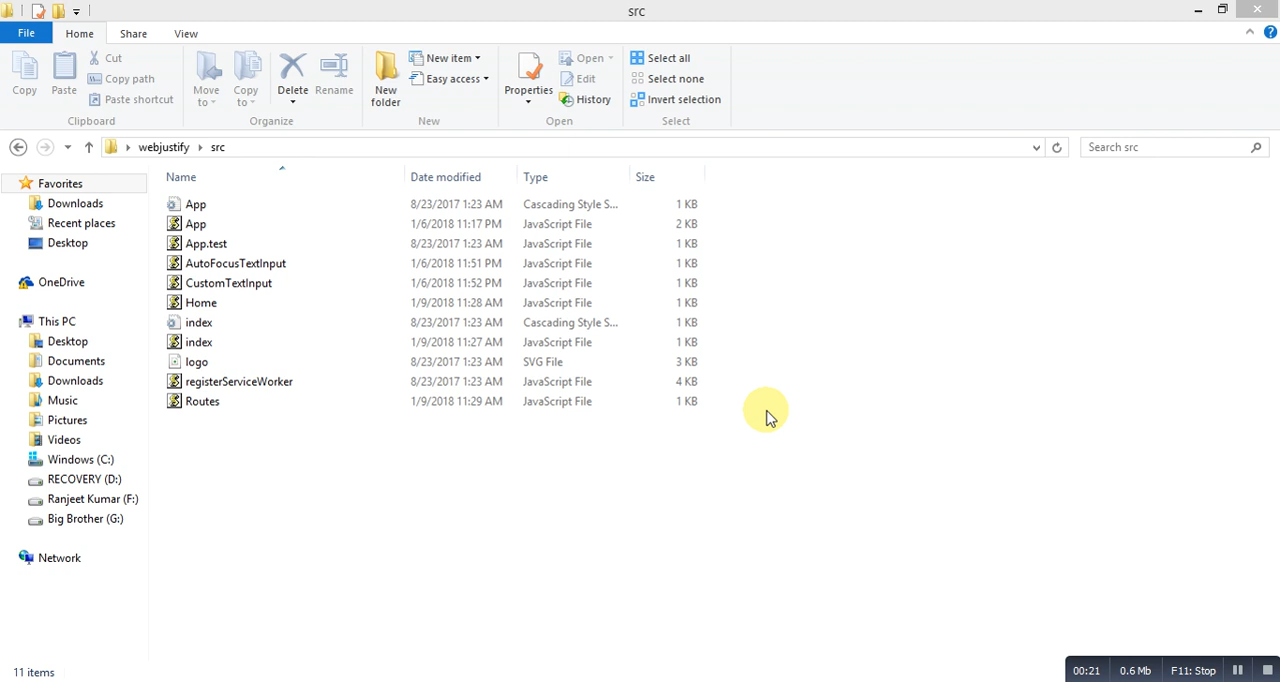 src
File Home Share View
Copy Paste Cut Copy path Paste shortcut Move to Copy to Delete Rename New folder New item Easy access Properties Open Edit History Select all Select none Invert selection
Clipboard Organize New Open Select
webjustify src Search src
Name Date modified Type Size
App 8/23/2017 1:23 AM Cascading Style S... 1 KB
App 1/6/2018 11:17 PM JavaScript File 2 KB
App.test 8/23/2017 1:23 AM JavaScript File 1 KB
AutoFocusTextInput 1/6/2018 11:51 PM JavaScript File 1 KB
CustomTextInput 1/6/2018 11:52 PM JavaScript File 1 KB
Home 1/9/2018 11:28 AM JavaScript File 1 KB
index 8/23/2017 1:23 AM Cascading Style S... 1 KB
index 1/9/2018 11:27 AM JavaScript File 1 KB
logo 8/23/2017 1:23 AM SVG File 3 KB
registerServiceWorker 8/23/2017 1:23 AM JavaScript File 4 KB
Routes 1/9/2018 11:29 AM JavaScript File 1 KB
Favorites
Downloads
Recent places
Desktop
OneDrive
This PC
Desktop
Documents
Downloads
Music
Pictures
Videos
Windows (C:)
RECOVERY (D:)
Ranjeet Kumar (F:)
Big Brother (G:)
Network
11 items
00:21 0.6 Mb F11: Stop